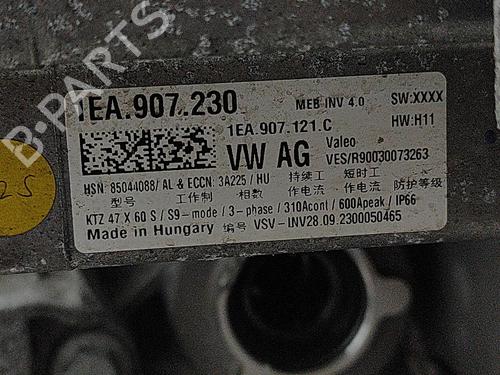 B-PARTS
1EA.907.230 MEB INV 4.0 SW:XXXX
1EA.907.121.C HW:H11
VW AG Valeo
VES/R90030073263
HSN: 85044088/ AL & ECCN: 3A225 / HU 持续工 短时工
型号 工作制 相数 作电流 作电流 防护等级
KTZ 47 X 60 S / S9-mode / 3-phase / 310Acont / 600Apeak / IP66
Made in Hungary 编号 VSV-INV28.09.2300050465